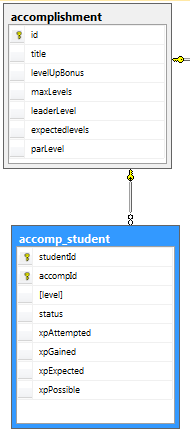 accomplishment
id
title
levelUpBonus
maxLevels
leaderLevel
expectedlevels
parLevel
accomp_student
studentId
accompId
[level]
status
xpAttempted
xpGained
xpExpected
xpPossible